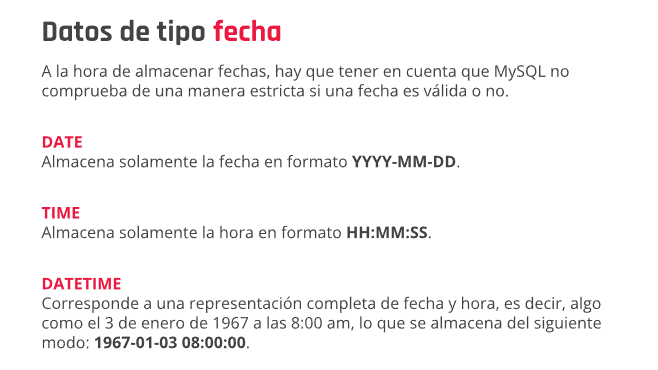 Datos de tipo fecha
A la hora de almacenar fechas, hay que tener en cuenta que MySQL no
comprueba de una manera estricta si una fecha es válida o no.
DATE
Almacena solamente la fecha en formato YYYY-MM-DD.
TIME
Almacena solamente la hora en formato HH:MM:SS.
DATETIME
Corresponde a una representación completa de fecha y hora, es decir, algo
como el 3 de enero de 1967 a las 8:00 am, lo que se almacena del siguiente
modo: 1967-01-03 08:00:00.